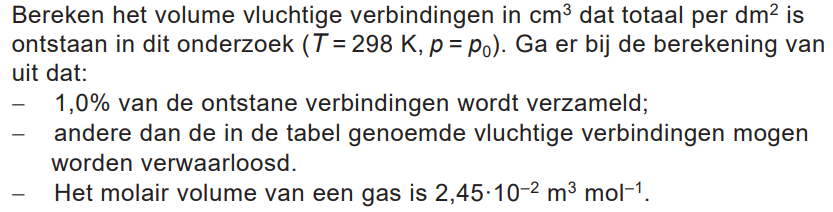 Bereken het volume vluchtige verbindingen in cm³ dat totaal per dm² is
ontstaan in dit onderzoek (T = 298 K, p = p₀). Ga er bij de berekening van
uit dat:
– 1,0% van de ontstane verbindingen wordt verzameld;
– andere dan de in de tabel genoemde vluchtige verbindingen mogen
worden verwaarloosd.
– Het molair volume van een gas is 2,45·10⁻² m³ mol⁻¹.